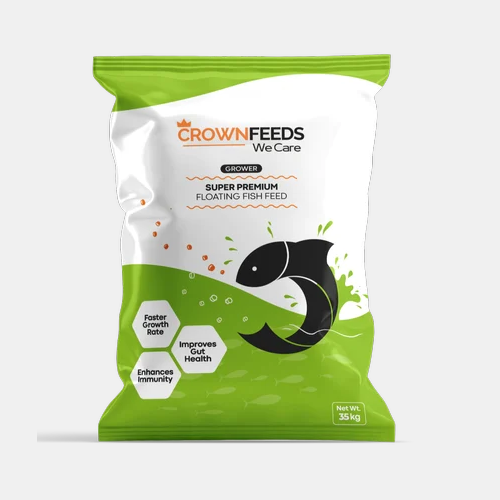 CROWNFEEDS
We Care
GROWER
SUPER PREMIUM
FLOATING FISH FEED
Faster
Growth
Rate
Improves
Gut
Health
Enhances
Immunity
Net Wt.
35 kg